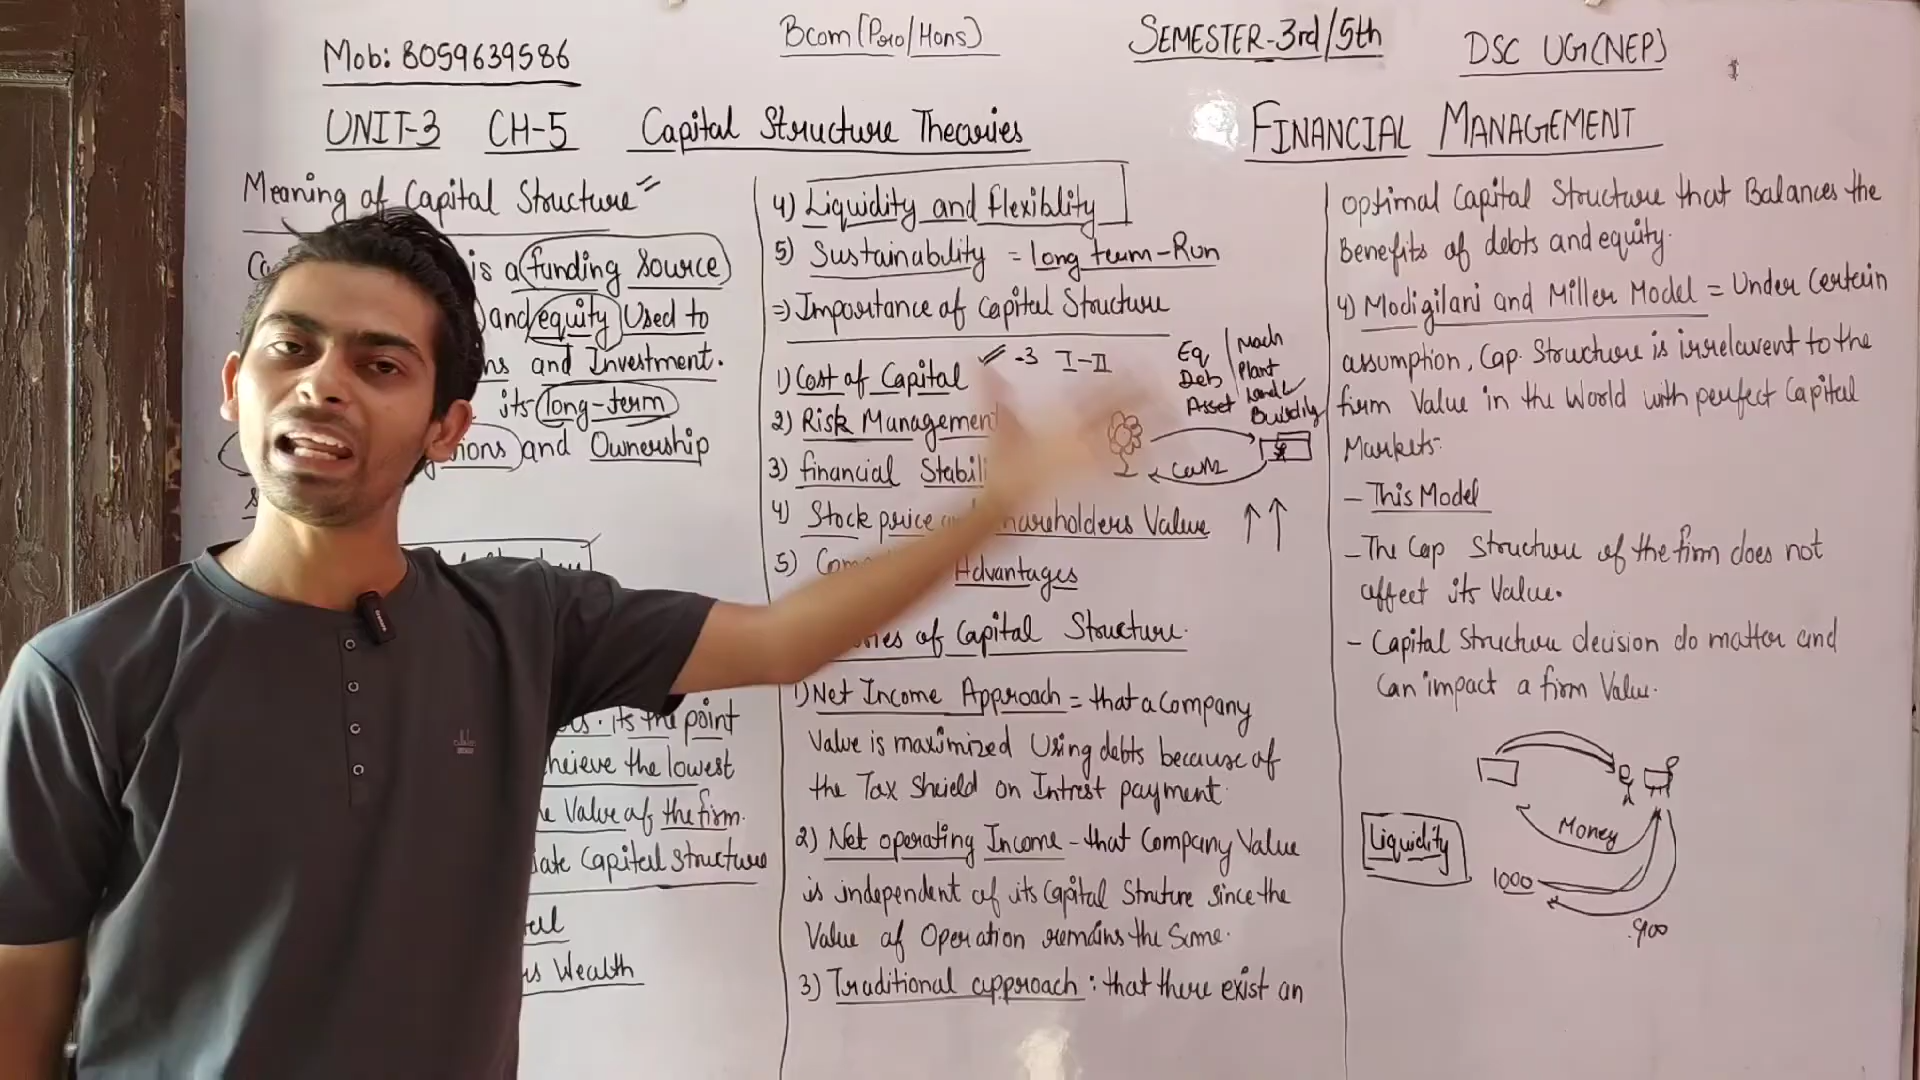 Mob: 8059639586
Bcom(Pro/Hons)
SEMESTER-3rd/5th
DSC UG(NEP)
UNIT-3 CH-5 Capital Structure Theories
FINANCIAL MANAGEMENT
Meaning of Capital Structure
is a funding source
and equity Used to
and Investment.
its long-term
and Ownership
its the point
the lowest
Value of the firm.
Capital structure
Wealth
4) Liquidity and flexiblity
5) Sustainability = long term-Run
=> Importance of Capital Structure
1) Cost of Capital -3 I-II
2) Risk Management
3) financial
4) Stock price Value
5) Advantages
of Capital Structure.
1) Net Income Approach = that a Company
Value is maximized Using debts because of
the Tax Sheild on Intrest payment.
2) Net operating Income - that Company Value
is independent of its Capital Struture since the
Value of Operation remains the Same.
3) Traditional approach : that there exist an
Eq Mach
Deb Plant
Asset Land
Building
Cash
optimal Capital Structure that Balances the
Benefits of debts and equity.
4) Modigilani and Miller Model = Under Certain
assumption, Cap. Structure is irrelavent to the
firm Value in the World with perfect Capital
Markets:
- This Model
- The Cap Structure of the firm does not
affect its Value.
- Capital Structure decision do matter and
Can impact a firm Value.
Money
Liquidity
1000
900